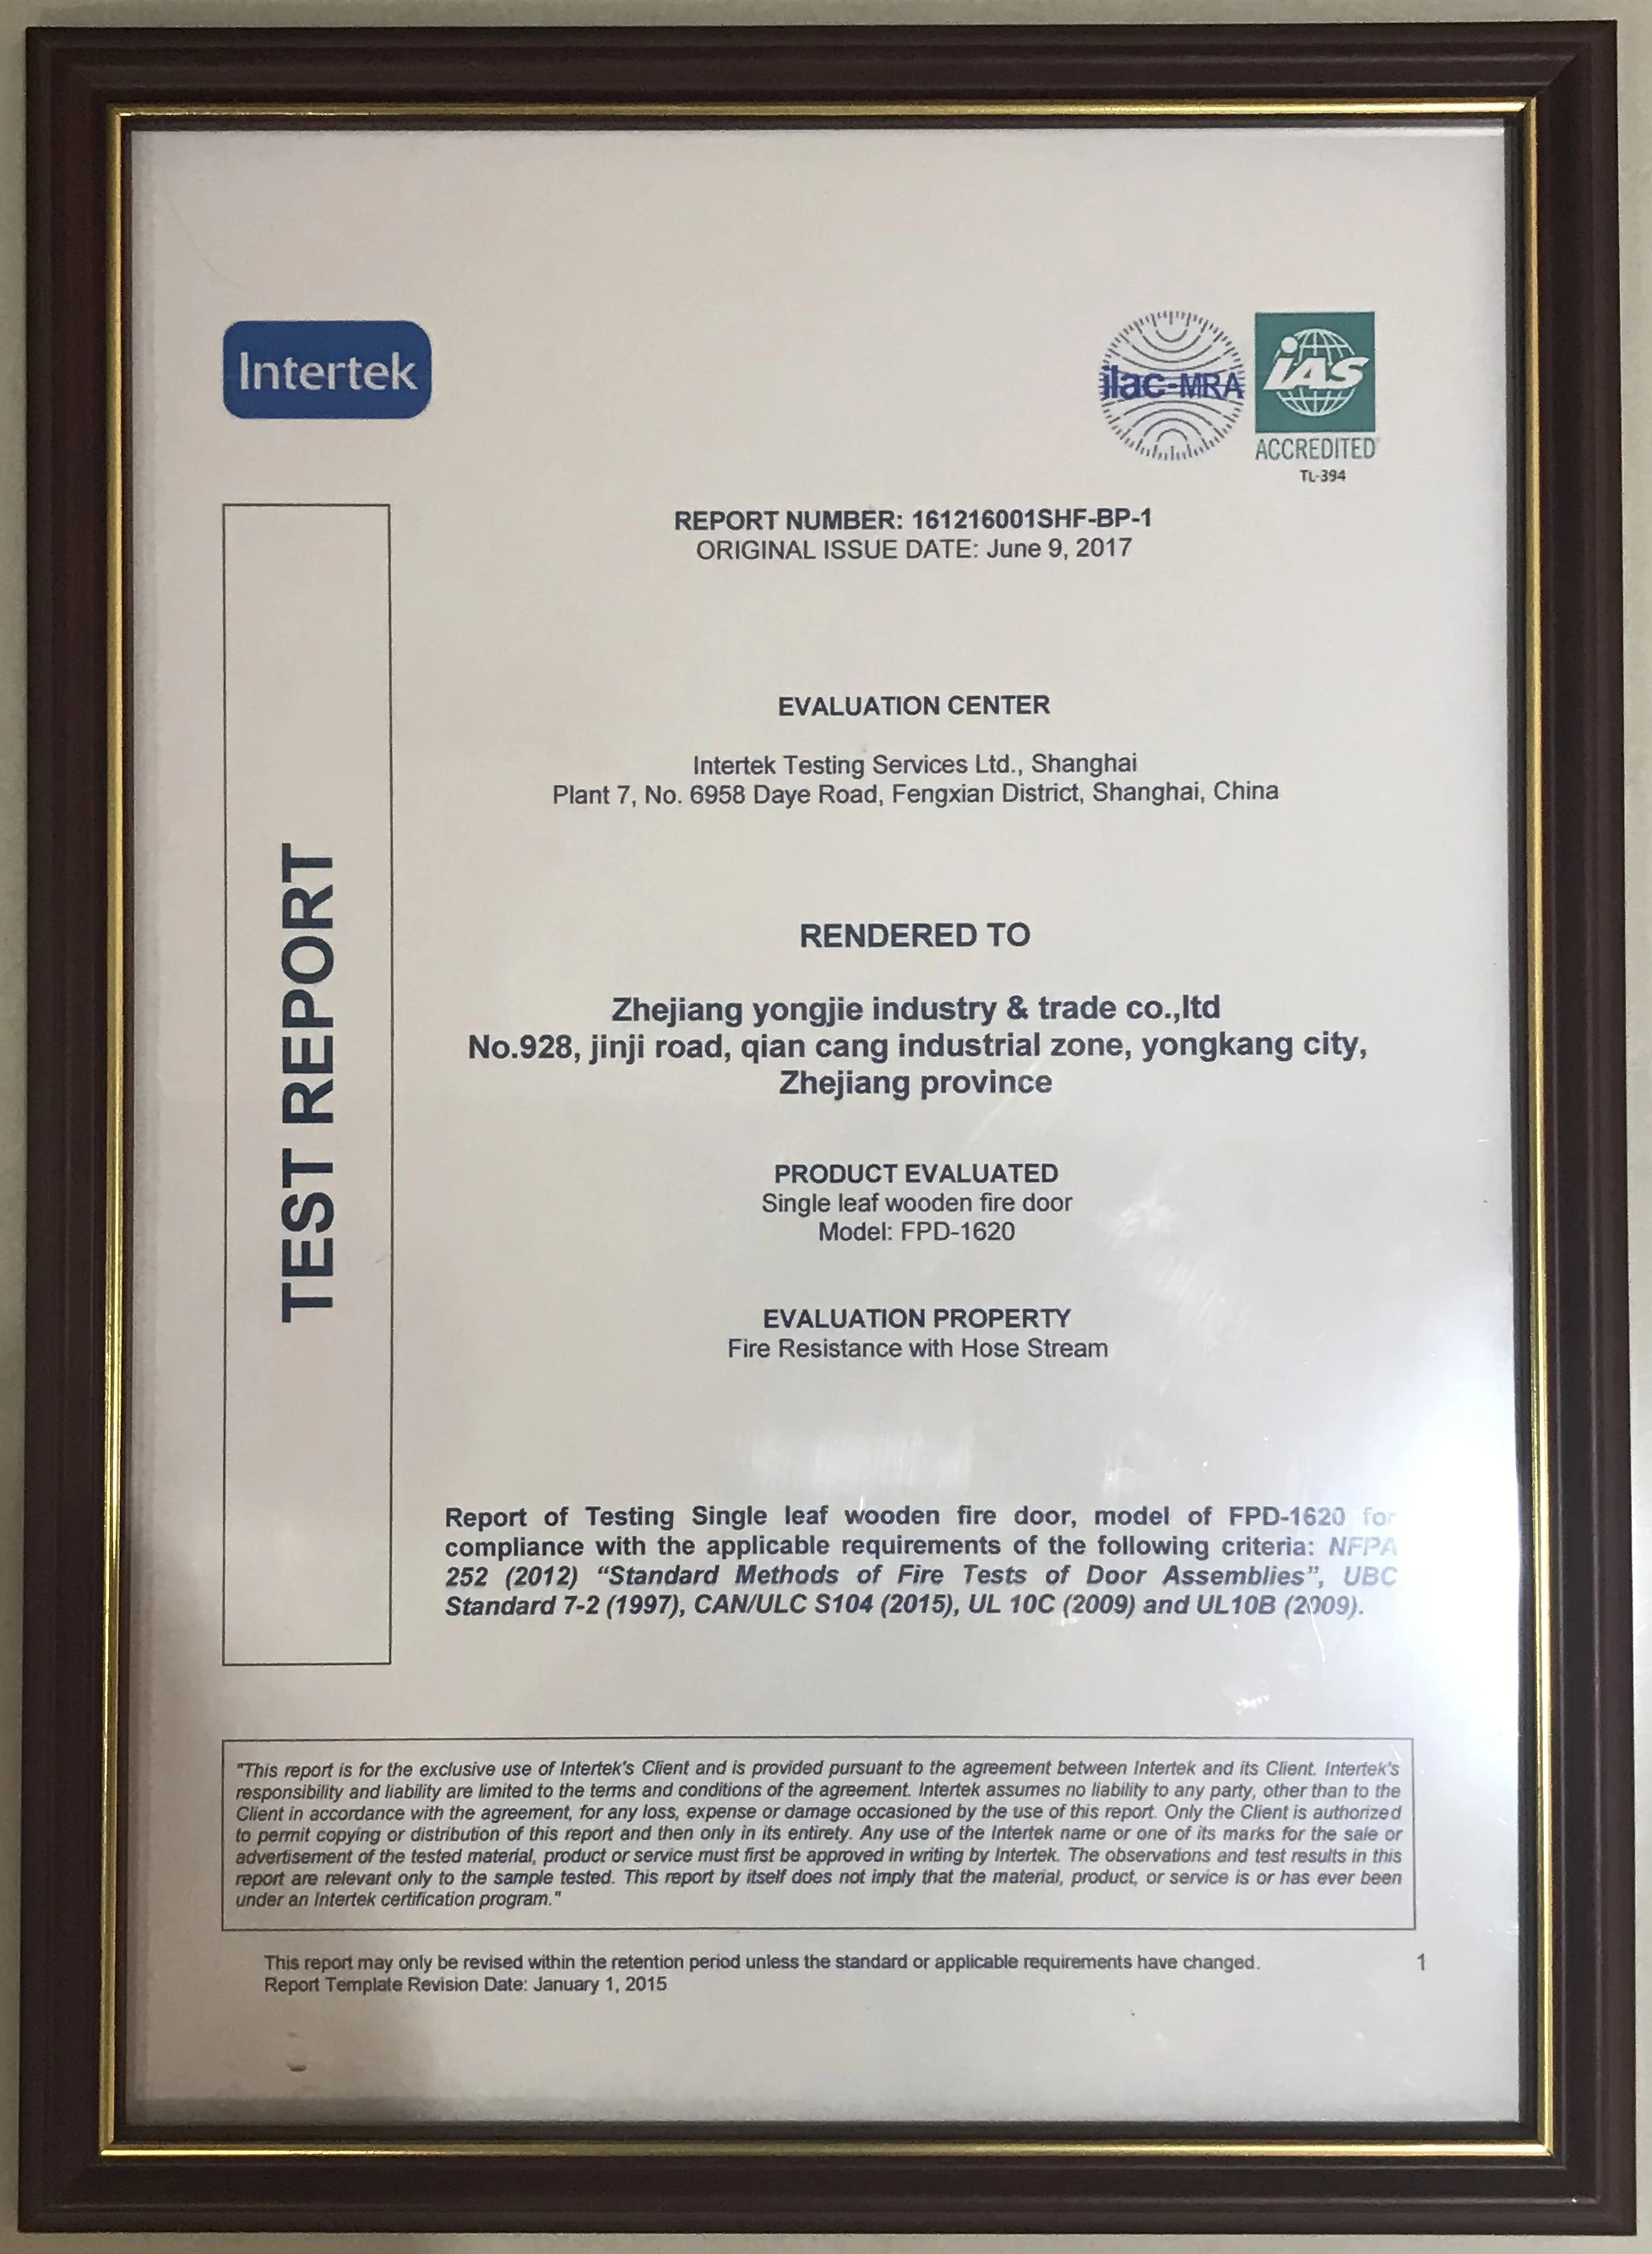 Intertek
ilac-MRA
iAS
ACCREDITED
TL-394
REPORT NUMBER: 161216001SHF-BP-1
ORIGINAL ISSUE DATE: June 9, 2017
TEST REPORT
EVALUATION CENTER
Intertek Testing Services Ltd., Shanghai
Plant 7, No. 6958 Daye Road, Fengxian District, Shanghai, China
RENDERED TO
Zhejiang yongjie industry & trade co.,ltd
No.928, jinji road, qian cang industrial zone, yongkang city,
Zhejiang province
PRODUCT EVALUATED
Single leaf wooden fire door
Model: FPD-1620
EVALUATION PROPERTY
Fire Resistance with Hose Stream
Report of Testing Single leaf wooden fire door, model of FPD-1620 for
compliance with the applicable requirements of the following criteria: NFPA
252 (2012) “Standard Methods of Fire Tests of Door Assemblies”, UBC
Standard 7-2 (1997), CAN/ULC S104 (2015), UL 10C (2009) and UL10B (2009).
"This report is for the exclusive use of Intertek's Client and is provided pursuant to the agreement between Intertek and its Client. Intertek's
responsibility and liability are limited to the terms and conditions of the agreement. Intertek assumes no liability to any party, other than to the
Client in accordance with the agreement, for any loss, expense or damage occasioned by the use of this report. Only the Client is authorized
to permit copying or distribution of this report and then only in its entirety. Any use of the Intertek name or one of its marks for the sale or
advertisement of the tested material, product or service must first be approved in writing by Intertek. The observations and test results in this
report are relevant only to the sample tested. This report by itself does not imply that the material, product, or service is or has ever been
under an Intertek certification program."
This report may only be revised within the retention period unless the standard or applicable requirements have changed.
1
Report Template Revision Date: January 1, 2015